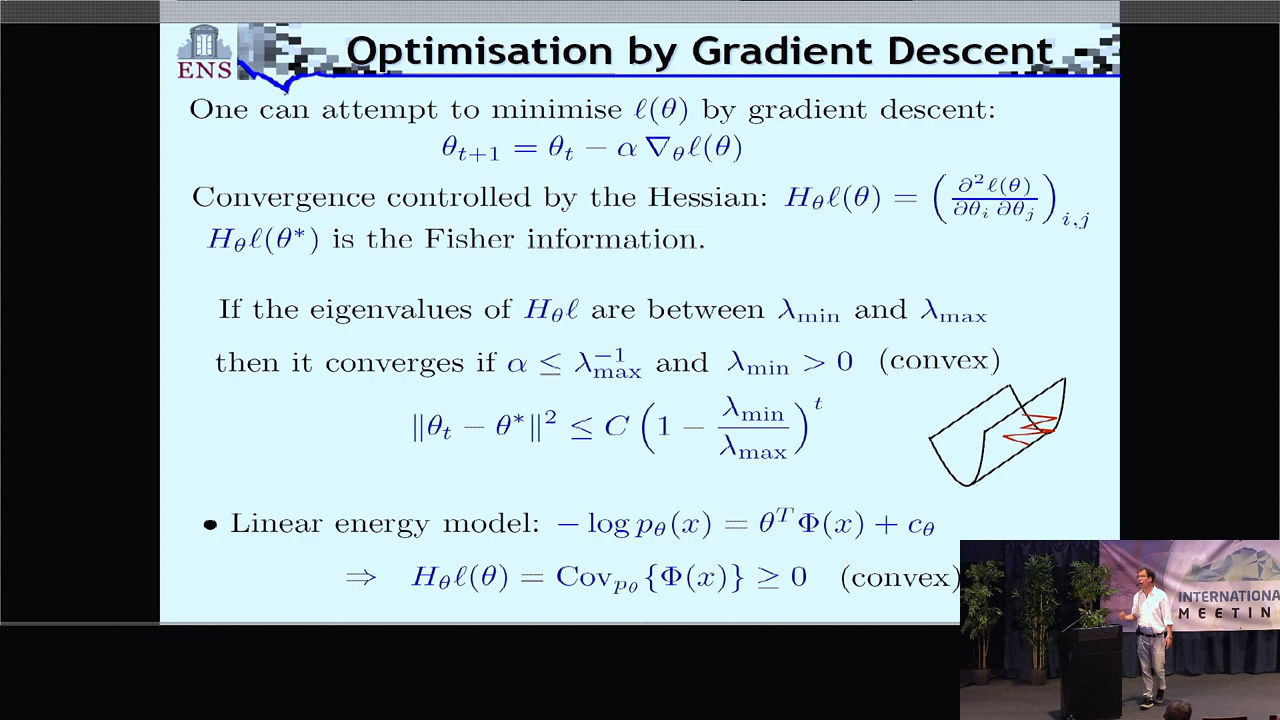 ENS
Optimisation by Gradient Descent
One can attempt to minimise ℓ(θ) by gradient descent:
θ_{t+1} = θ_t − α ∇_θ ℓ(θ)
Convergence controlled by the Hessian: H_θ ℓ(θ) = (∂²ℓ(θ) / ∂θ_i ∂θ_j)_{i,j}
H_θ ℓ(θ*) is the Fisher information.
If the eigenvalues of H_θ ℓ are between λ_min and λ_max
then it converges if α ≤ λ_max^{−1} and λ_min > 0 (convex)
‖θ_t − θ*‖² ≤ C (1 − λ_min / λ_max)^t
• Linear energy model: − log p_θ(x) = θ^T Φ(x) + c_θ
⇒ H_θ ℓ(θ) = Cov_{p_θ}{Φ(x)} ≥ 0 (convex)
INTERNATIONA
MEETIN